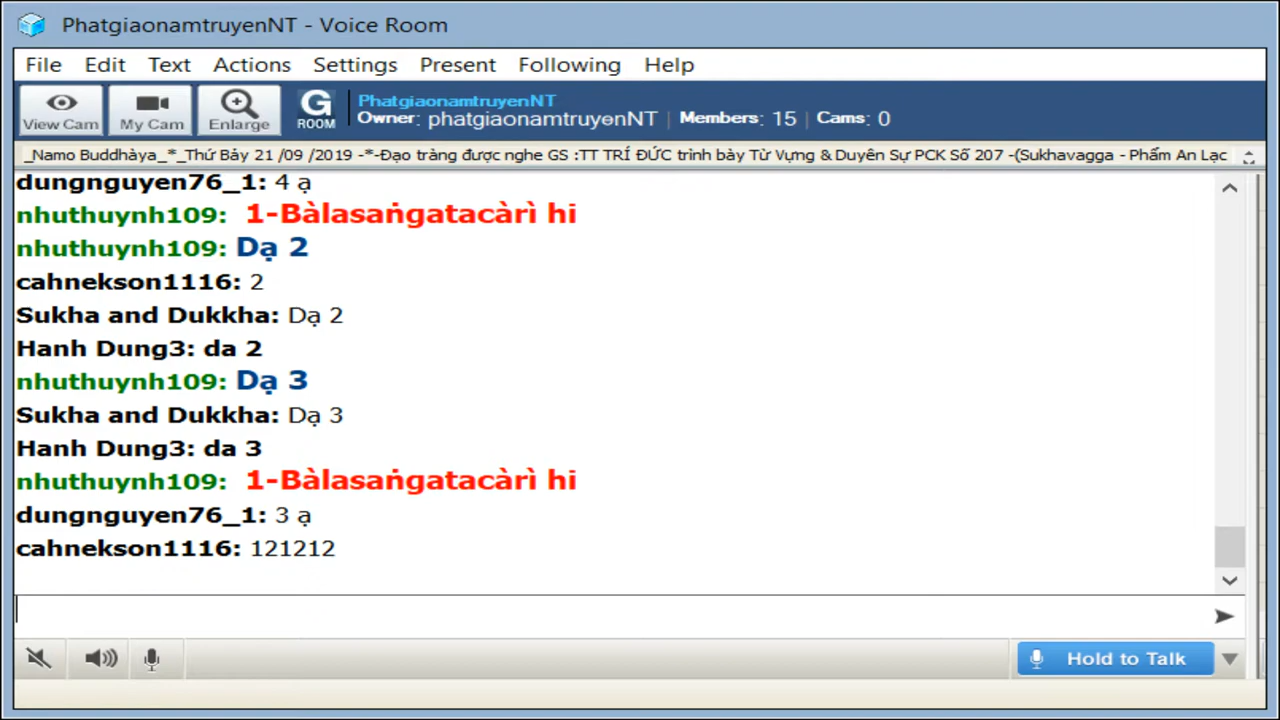 PhatgiaonamtruyenNT - Voice Room
File Edit Text Actions Settings Present Following Help
View Cam My Cam Enlarge G ROOM
PhatgiaonamtruyenNT
Owner: phatgiaonamtruyenNT Members: 15 Cams: 0
_Namo Buddhàya_*_Thứ Bảy 21 /09 /2019 -*-Đạo tràng được nghe GS :TT TRÍ ĐỨC trình bày Từ Vựng & Duyên Sự PCK Số 207 -(Sukhavagga - Phẩm An Lạc
dungnguyen76_1: 4 ạ
nhuthuynh109: 1-Bàlasaṅgatacàrì hi
nhuthuynh109: Dạ 2
cahnekson1116: 2
Sukha and Dukkha: Dạ 2
Hanh Dung3: da 2
nhuthuynh109: Dạ 3
Sukha and Dukkha: Dạ 3
Hanh Dung3: da 3
nhuthuynh109: 1-Bàlasaṅgatacàrì hi
dungnguyen76_1: 3 ạ
cahnekson1116: 121212
Hold to Talk